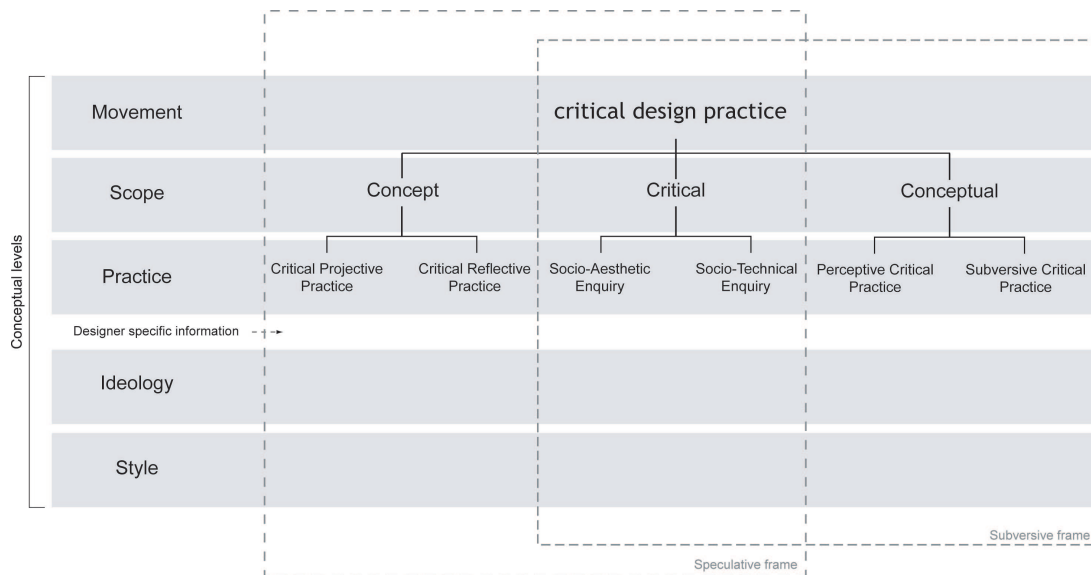 Conceptual levels
Movement
critical design practice
Scope
Concept
Critical
Conceptual
Practice
Critical Projective
Practice
Critical Reflective
Practice
Socio-Aesthetic
Enquiry
Socio-Technical
Enquiry
Perceptive Critical
Practice
Subversive Critical
Practice
Designer specific information
Ideology
Style
Subversive frame
Speculative frame